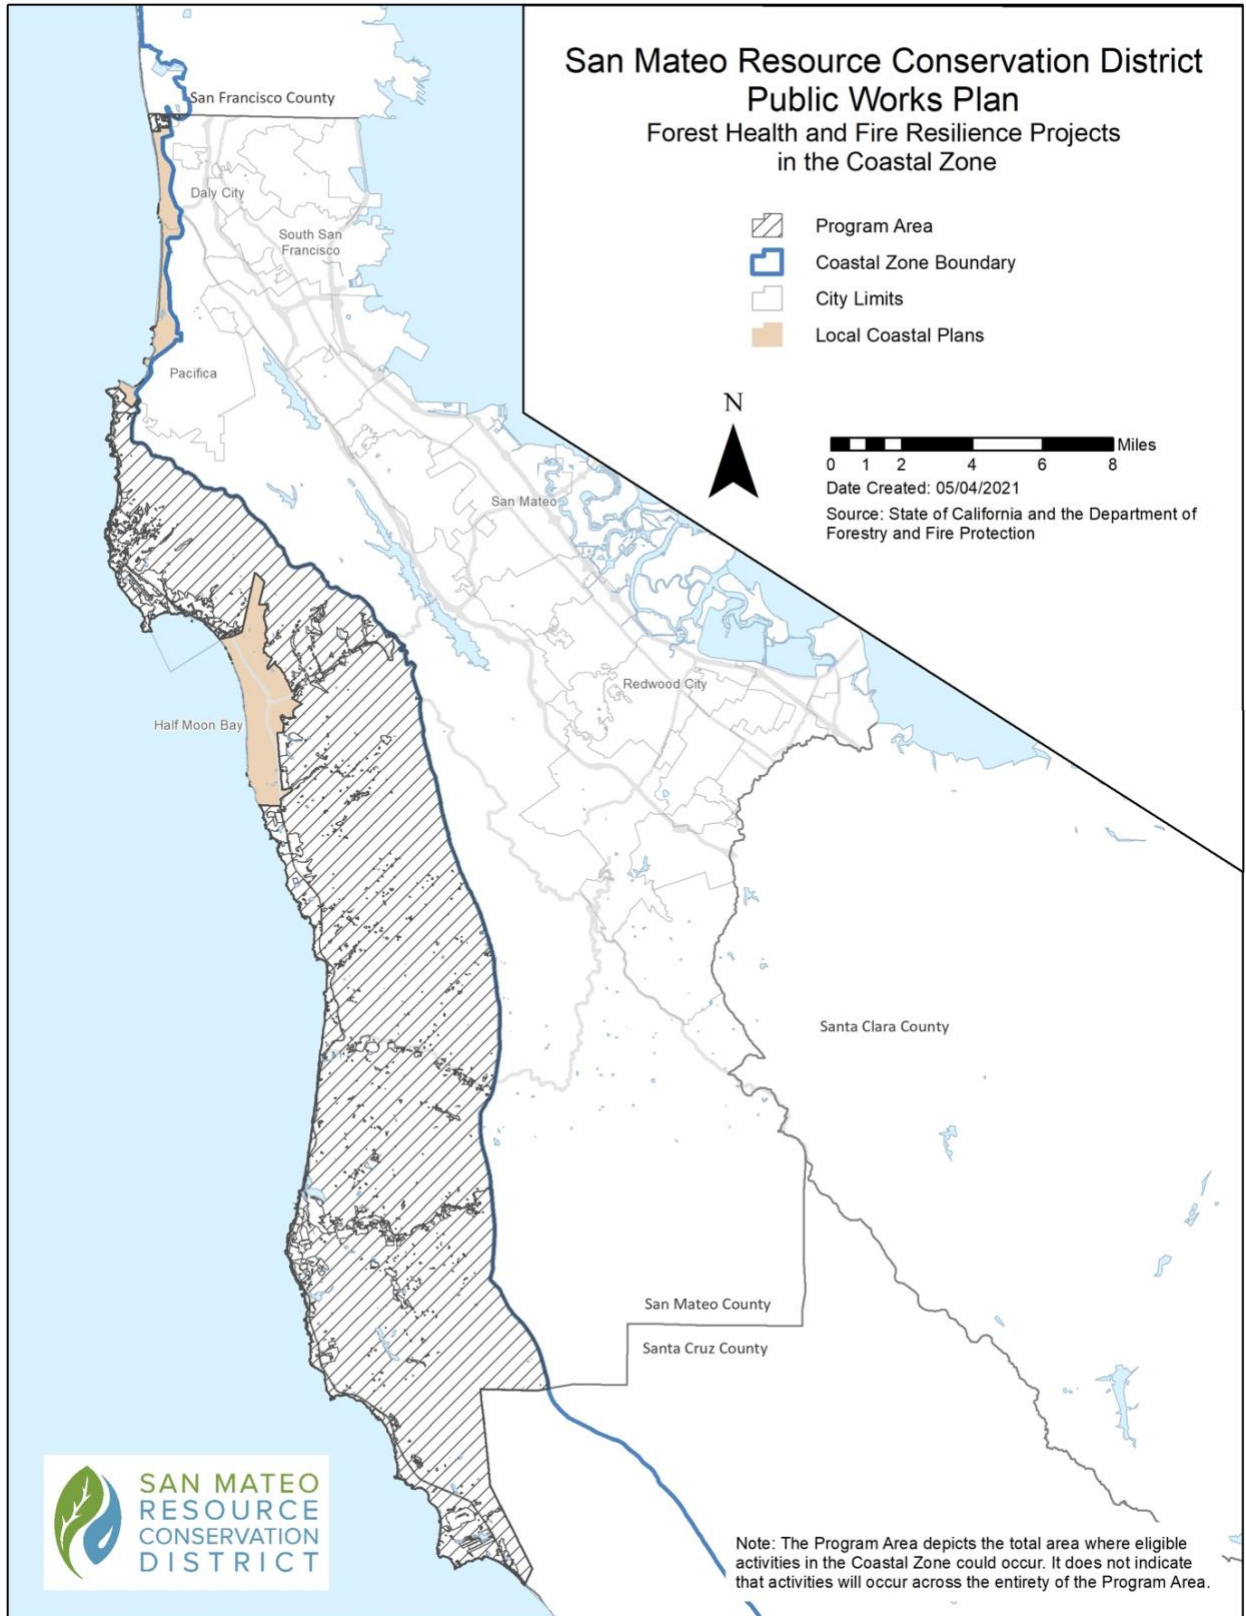 San Mateo Resource Conservation District
Public Works Plan
Forest Health and Fire Resilience Projects
in the Coastal Zone
Program Area
Coastal Zone Boundary
City Limits
Local Coastal Plans
N
Miles
0 1 2 4 6 8
Date Created: 05/04/2021
Source: State of California and the Department of
Forestry and Fire Protection
San Francisco County
Daly City
South San
Francisco
Pacifica
San Mateo
Redwood City
Half Moon Bay
Santa Clara County
San Mateo County
Santa Cruz County
SAN MATEO
RESOURCE
CONSERVATION
DISTRICT
Note: The Program Area depicts the total area where eligible
activities in the Coastal Zone could occur. It does not indicate
that activities will occur across the entirety of the Program Area.